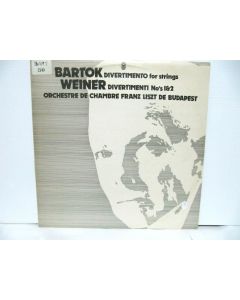 BARTOK DIVERTIMENTO for strings
WEINER DIVERTIMENTI No's 1&2
ORCHESTRE DE CHAMBRE FRANZ LISZT DE BUDAPEST